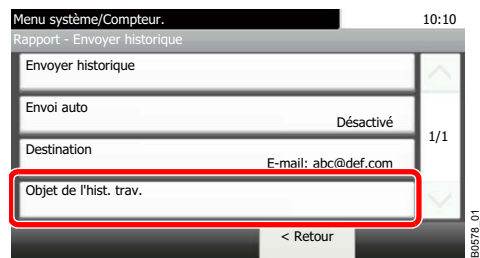 Menu système/Compteur. 10:10
Rapport - Envoyer historique
Envoyer historique
Envoi auto
Désactivé
1/1
Destination
E-mail: abc@def.com
Objet de l'hist. trav.
< Retour
B0578_01